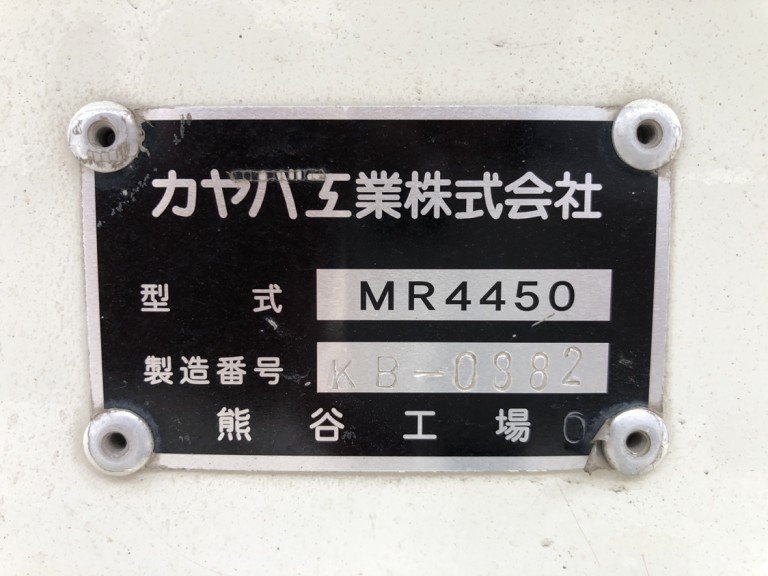 カヤバ工業株式会社
型式 MR4450
製造番号 KB-0382
熊谷工場 0